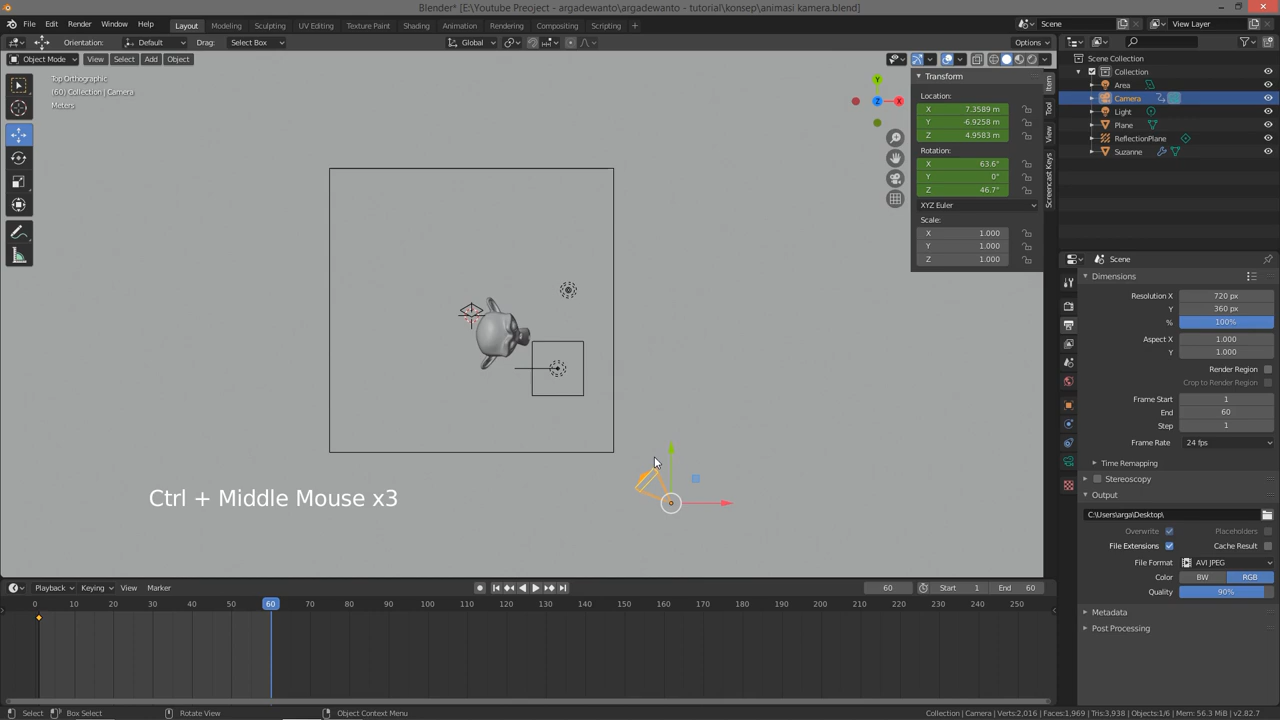 Blender* [E:\Youtube Preoject - argadewanto\argadewanto - tutorial\konsep\animasi kamera.blend]
File Edit Render Window Help Layout Modeling Sculpting UV Editing Texture Paint Shading Animation Rendering Compositing Scripting + Scene View Layer
Orientation: Default Drag: Select Box Global Options
Object Mode View Select Add Object
Top Orthographic
(60) Collection | Camera
Meters
Y
Z X
Transform
Location:
X 7.3589 m
Y -6.9258 m
Z 4.9583 m
Rotation:
X 63.6°
Y 0°
Z 46.7°
XYZ Euler
Scale:
X 1.000
Y 1.000
Z 1.000
Item
Tool
View
Screencast Keys
Scene Collection
Collection
Area
Camera
Light
Plane
ReflectionPlane
Suzanne
Scene
Dimensions
Resolution X 720 px
Y 360 px
% 100%
Aspect X 1.000
Y 1.000
Render Region
Crop to Render Region
Frame Start 1
End 60
Step 1
Frame Rate 24 fps
Time Remapping
Stereoscopy
Output
C:\Users\arga\Desktop\
Overwrite Placeholders
File Extensions Cache Result
File Format AVI JPEG
Color BW RGB
Quality 90%
Metadata
Post Processing
Ctrl + Middle Mouse x3
Playback Keying View Marker 60 Start 1 End 60
0 10 20 30 40 50 60 70 80 90 100 110 120 130 140 150 160 170 180 190 200 210 220 230 240 250
Select Box Select Rotate View Object Context Menu Collection | Camera | Verts:2,016 | Faces:1,969 | Tris:3,938 | Objects:1/6 | Mem: 56.3 MiB | v2.82.7